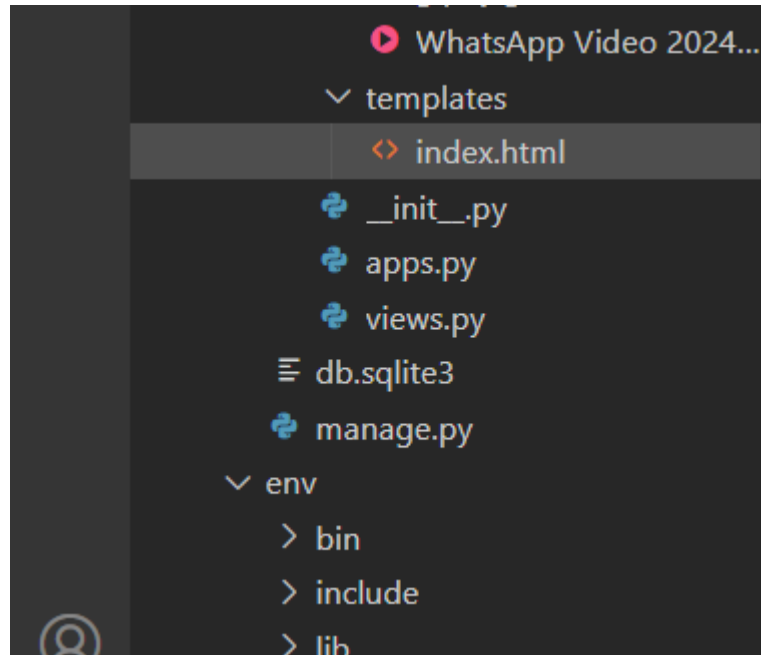 WhatsApp Video 2024...
templates
index.html
__init__.py
apps.py
views.py
db.sqlite3
manage.py
env
bin
include
lib